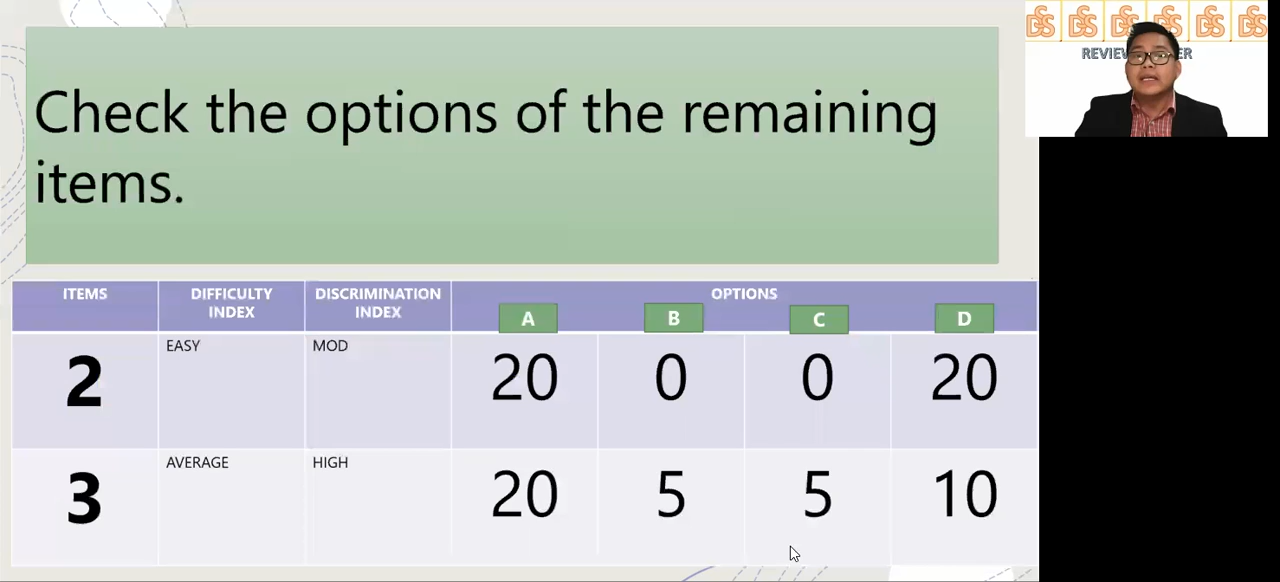 Check the options of the remaining
items.
ITEMS DIFFICULTY INDEX DISCRIMINATION INDEX OPTIONS
A B C D
2 EASY MOD 20 0 0 20
3 AVERAGE HIGH 20 5 5 10